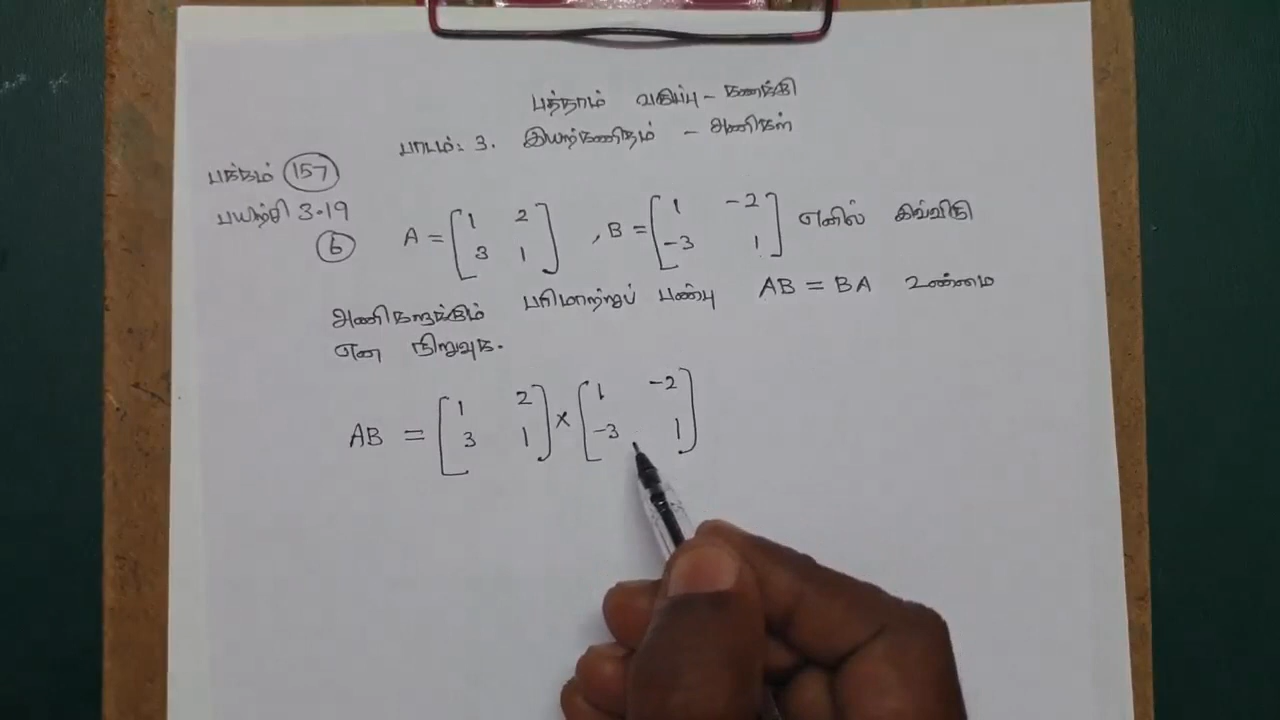 பத்தாம் வகுப்பு - கணக்கு
பாடம்: 3. இயற்கணிதம் - அணிகள்
பக்கம் 157
பயிற்சி 3.19
6 A = [1 2 3 1], B = [1 -2 -3 1] எனில் இவ்விரு
அணிகளுக்கும் பரிமாற்றுப் பண்பு AB = BA உண்மை
என நிறுவுக.
AB = [1 2 3 1] × [1 -2 -3 1]